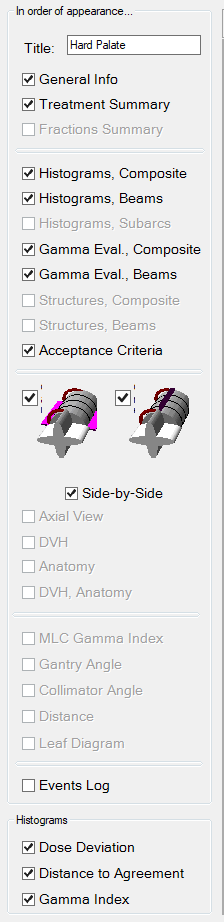 In order of appearance...
Title: Hard Palate
General Info
Treatment Summary
Fractions Summary
Histograms, Composite
Histograms, Beams
Histograms, Subarcs
Gamma Eval., Composite
Gamma Eval., Beams
Structures, Composite
Structures, Beams
Acceptance Criteria
Side-by-Side
Axial View
DVH
Anatomy
DVH, Anatomy
MLC Gamma Index
Gantry Angle
Collimator Angle
Distance
Leaf Diagram
Events Log
Histograms
Dose Deviation
Distance to Agreement
Gamma Index